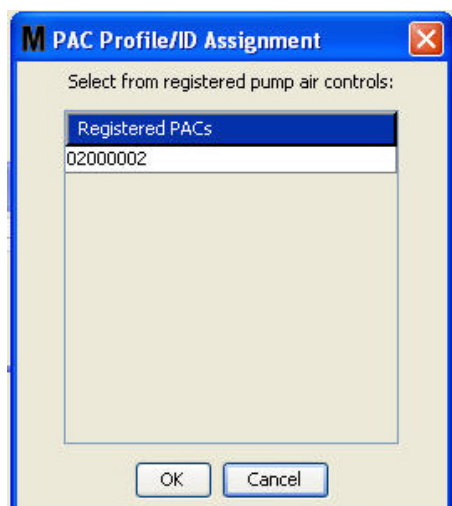 M PAC Profile/ID Assignment
Select from registered pump air controls:
Registered PACs
02000002
OK Cancel